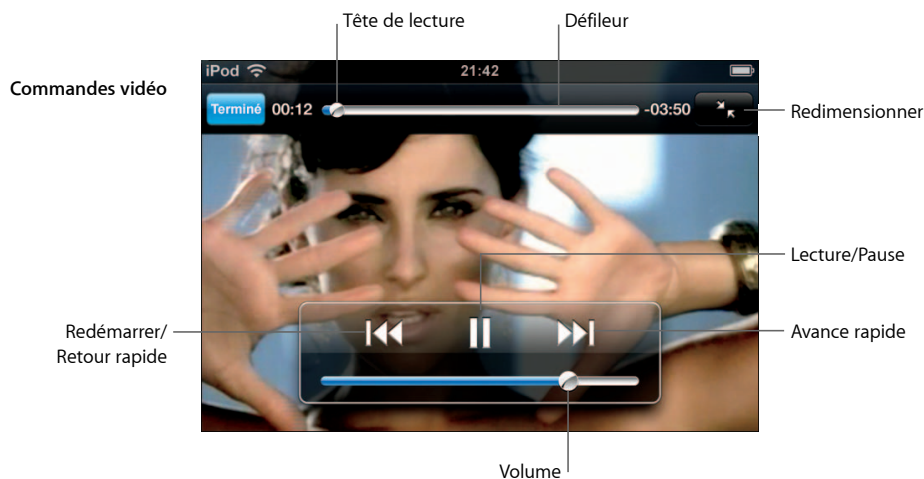 Tête de lecture
Défileur
Commandes vidéo
iPod
21:42
Terminé
00:12
-03:50
Redimensionner
Lecture/Pause
Redémarrer/
Retour rapide
Avance rapide
Volume